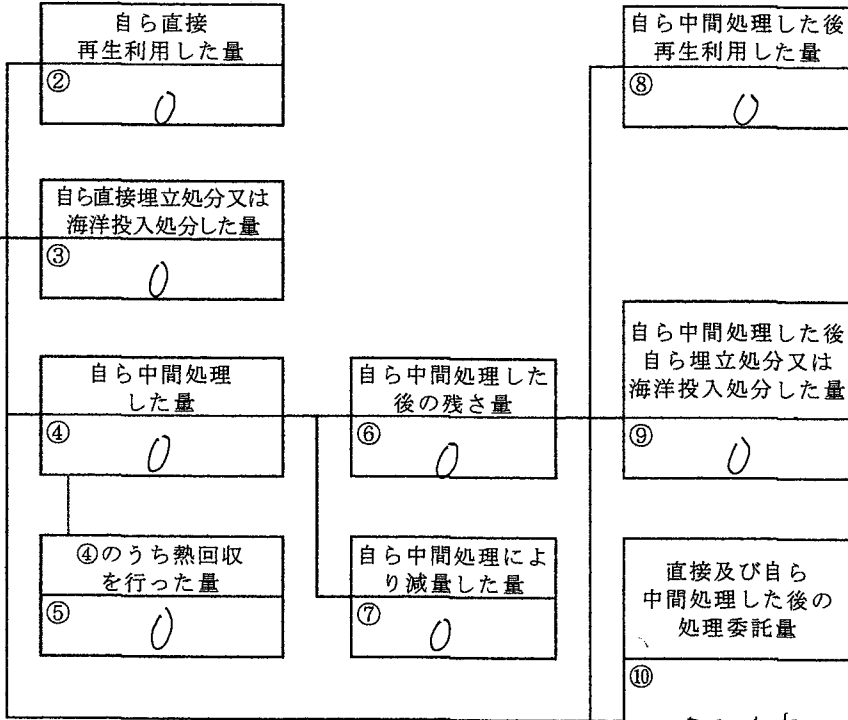 自ら直接
再生利用した量
②
0
自ら中間処理した後
再生利用した量
⑧
0
自ら直接埋立処分又は
海洋投入処分した量
③
0
自ら中間処理
した量
④
0
自ら中間処理した
後の残さ量
⑥
0
自ら中間処理した後
自ら埋立処分又は
海洋投入処分した量
⑨
0
④のうち熱回収
を行った量
⑤
0
自ら中間処理によ
り減量した量
⑦
0
直接及び自ら
中間処理した後の
処理委託量
⑩